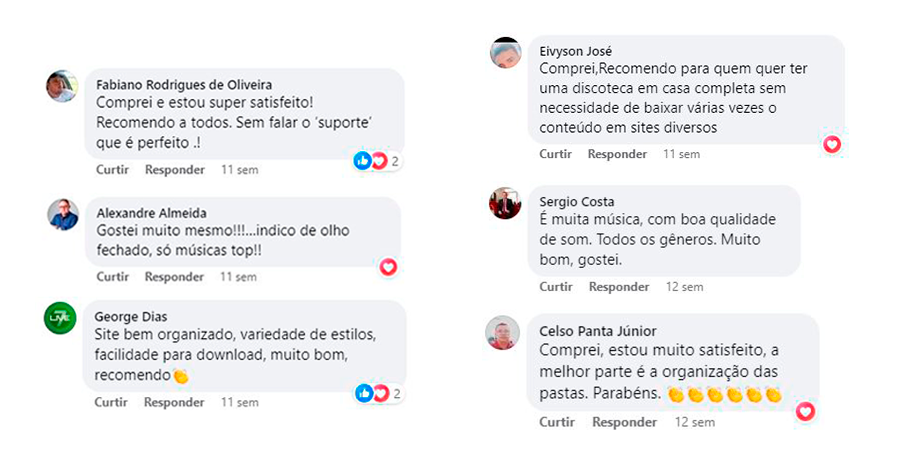 Fabiano Rodrigues de Oliveira
Comprei e estou super satisfeito!
Recomendo a todos. Sem falar o 'suporte'
que é perfeito .!
Curtir Responder 11 sem
2
Alexandre Almeida
Gostei muito mesmo!!!...indico de olho
fechado, só músicas top!!
Curtir Responder 11 sem
LIVE
George Dias
Site bem organizado, variedade de estilos,
facilidade para download, muito bom,
recomendo👏
Curtir Responder 11 sem
2
Eivyson José
Comprei,Recomendo para quem quer ter
uma discoteca em casa completa sem
necessidade de baixar várias vezes o
conteúdo em sites diversos
Curtir Responder 11 sem
Sergio Costa
É muita música, com boa qualidade
de som. Todos os gêneros. Muito
bom, gostei.
Curtir Responder 12 sem
Celso Panta Júnior
Comprei, estou muito satisfeito, a
melhor parte é a organização das
pastas. Parabéns. 👏👏👏👏👏👏
Curtir Responder 12 sem